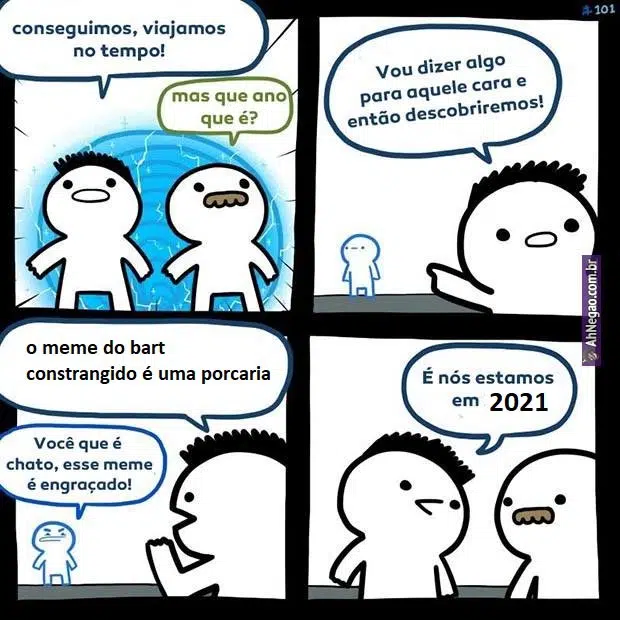 conseguimos, viajamos
no tempo!
mas que ano
que é?
101
Vou dizer algo
para aquele cara e
então descobriremos!
AhNegao.com.br
o meme do bart
constrangido é uma porcaria
Você que é
chato, esse meme
é engraçado!
É nós estamos
em 2021